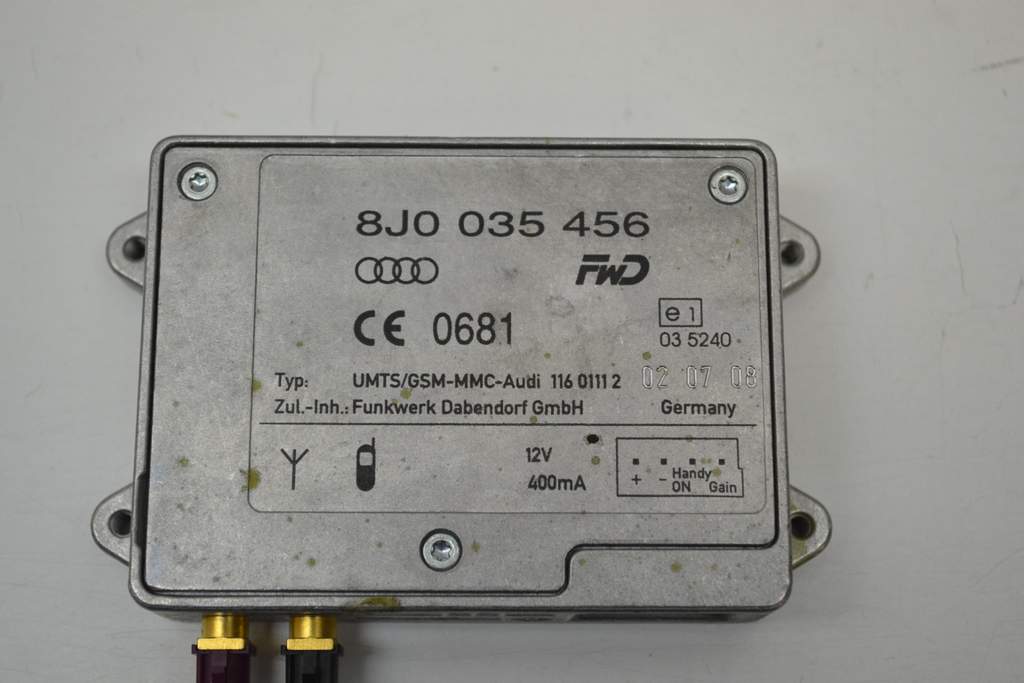 8J0 035 456
FWD
CE 0681
e 1
03 5240
Typ: UMTS/GSM-MMC-Audi 116 0111 2 02 07 08
Zul.-Inh.: Funkwerk Dabendorf GmbH Germany
12V
400mA
+ - Handy ON Gain